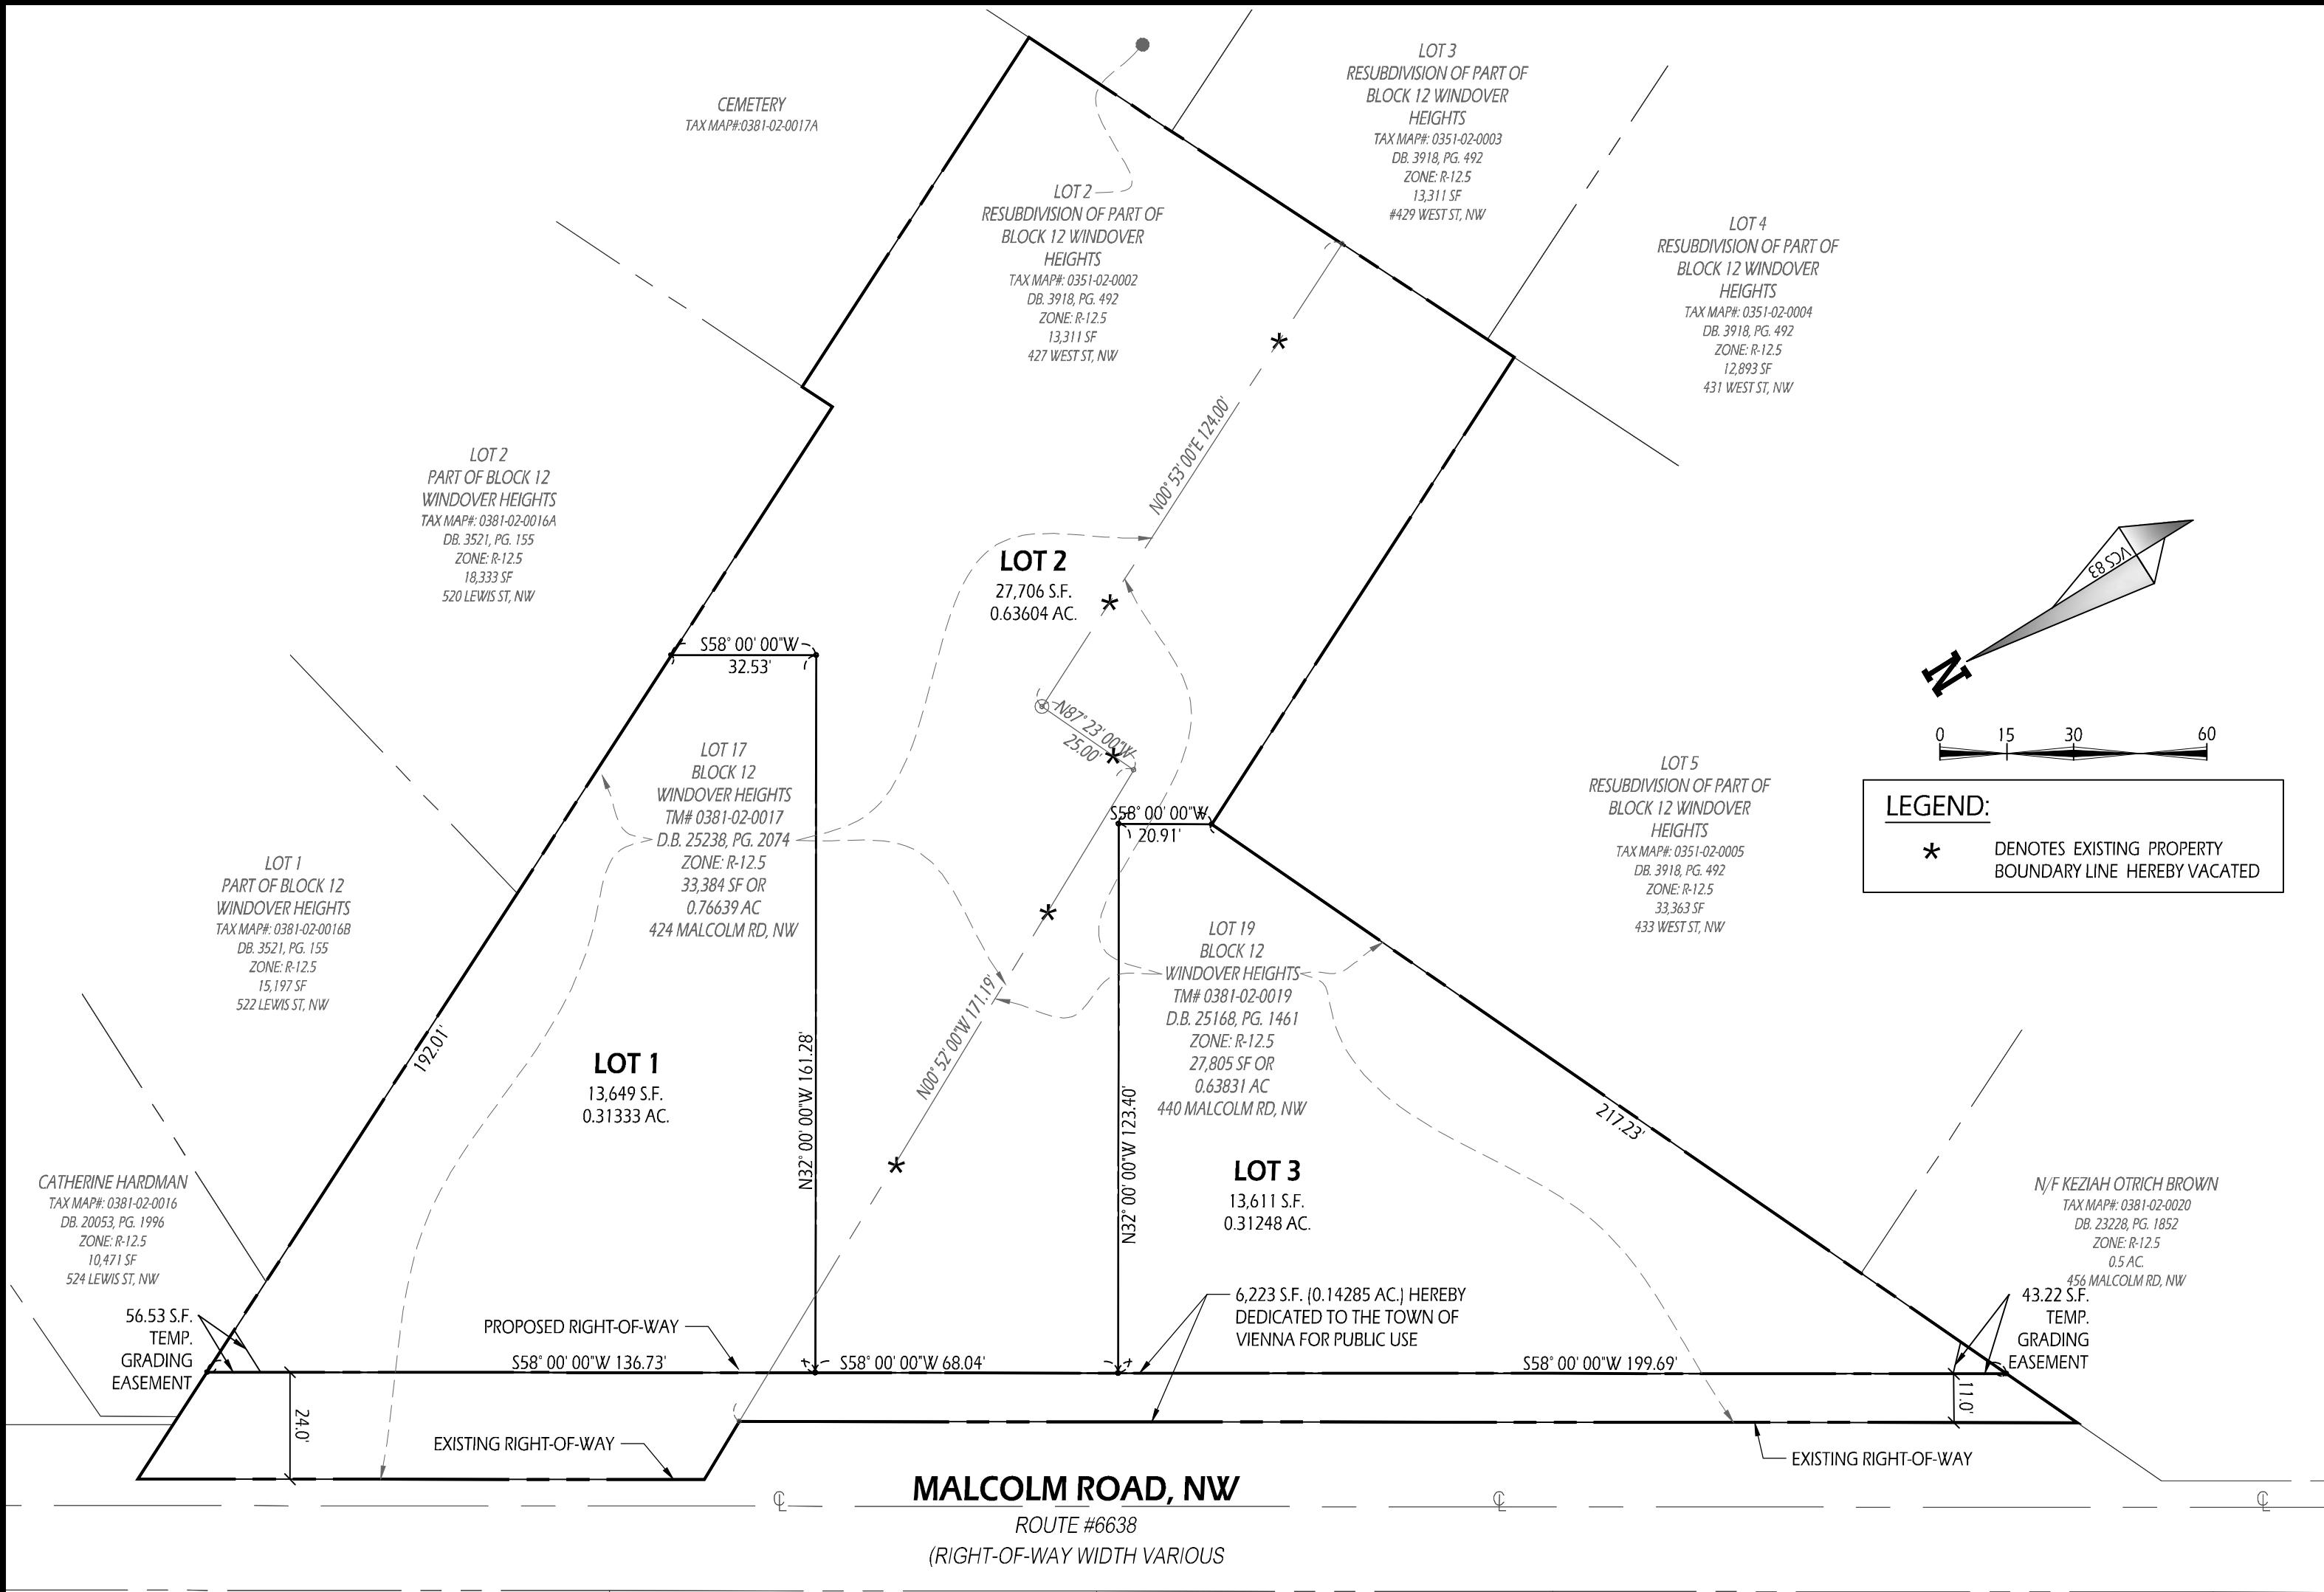 CEMETERY
TAX MAP#:0381-02-0017A
LOT 3
RESUBDIVISION OF PART OF
BLOCK 12 WINDOVER
HEIGHTS
TAX MAP#: 0351-02-0003
DB. 3918, PG. 492
ZONE: R-12.5
13,311 SF
#429 WEST ST, NW
LOT 2
RESUBDIVISION OF PART OF
BLOCK 12 WINDOVER
HEIGHTS
TAX MAP#: 0351-02-0002
DB. 3918, PG. 492
ZONE: R-12.5
13,311 SF
427 WEST ST, NW
LOT 4
RESUBDIVISION OF PART OF
BLOCK 12 WINDOVER
HEIGHTS
TAX MAP#: 0351-02-0004
DB. 3918, PG. 492
ZONE: R-12.5
12,893 SF
431 WEST ST, NW
LOT 2
PART OF BLOCK 12
WINDOVER HEIGHTS
TAX MAP#: 0381-02-0016A
DB. 3521, PG. 155
ZONE: R-12.5
18,333 SF
520 LEWIS ST, NW
N00° 53' 00"E 124.00'
LOT 2
27,706 S.F.
0.63604 AC.
VCS 83
N
0 15 30 60
S58° 00' 00"W
32.53'
N87° 23' 00"W
25.00'
S58° 00' 00"W
20.91'
LOT 17
BLOCK 12
WINDOVER HEIGHTS
TM# 0381-02-0017
D.B. 25238, PG. 2074
ZONE: R-12.5
33,384 SF OR
0.76639 AC
424 MALCOLM RD, NW
LOT 5
RESUBDIVISION OF PART OF
BLOCK 12 WINDOVER
HEIGHTS
TAX MAP#: 0351-02-0005
DB. 3918, PG. 492
ZONE: R-12.5
33,363 SF
433 WEST ST, NW
LEGEND:
* DENOTES EXISTING PROPERTY
BOUNDARY LINE HEREBY VACATED
LOT 1
PART OF BLOCK 12
WINDOVER HEIGHTS
TAX MAP#: 0381-02-0016B
DB. 3521, PG. 155
ZONE: R-12.5
15,197 SF
522 LEWIS ST, NW
LOT 19
BLOCK 12
WINDOVER HEIGHTS
TM# 0381-02-0019
D.B. 25168, PG. 1461
ZONE: R-12.5
27,805 SF OR
0.63831 AC
440 MALCOLM RD, NW
192.01'
LOT 1
13,649 S.F.
0.31333 AC.
N32° 00' 00"W 161.28'
N00° 52' 00"W 171.19'
N32° 00' 00"W 123.40'
217.23'
LOT 3
13,611 S.F.
0.31248 AC.
CATHERINE HARDMAN
TAX MAP#: 0381-02-0016
DB. 20053, PG. 1996
ZONE: R-12.5
10,471 SF
524 LEWIS ST, NW
N/F KEZIAH OTRICH BROWN
TAX MAP#: 0381-02-0020
DB. 23228, PG. 1852
ZONE: R-12.5
0.5 AC.
456 MALCOLM RD, NW
56.53 S.F.
TEMP.
GRADING
EASEMENT
PROPOSED RIGHT-OF-WAY
6,223 S.F. (0.14285 AC.) HEREBY
DEDICATED TO THE TOWN OF
VIENNA FOR PUBLIC USE
43.22 S.F.
TEMP.
GRADING
EASEMENT
S58° 00' 00"W 136.73'
S58° 00' 00"W 68.04'
S58° 00' 00"W 199.69'
24.0'
11.0'
EXISTING RIGHT-OF-WAY
EXISTING RIGHT-OF-WAY
MALCOLM ROAD, NW
ROUTE #6638
(RIGHT-OF-WAY WIDTH VARIOUS